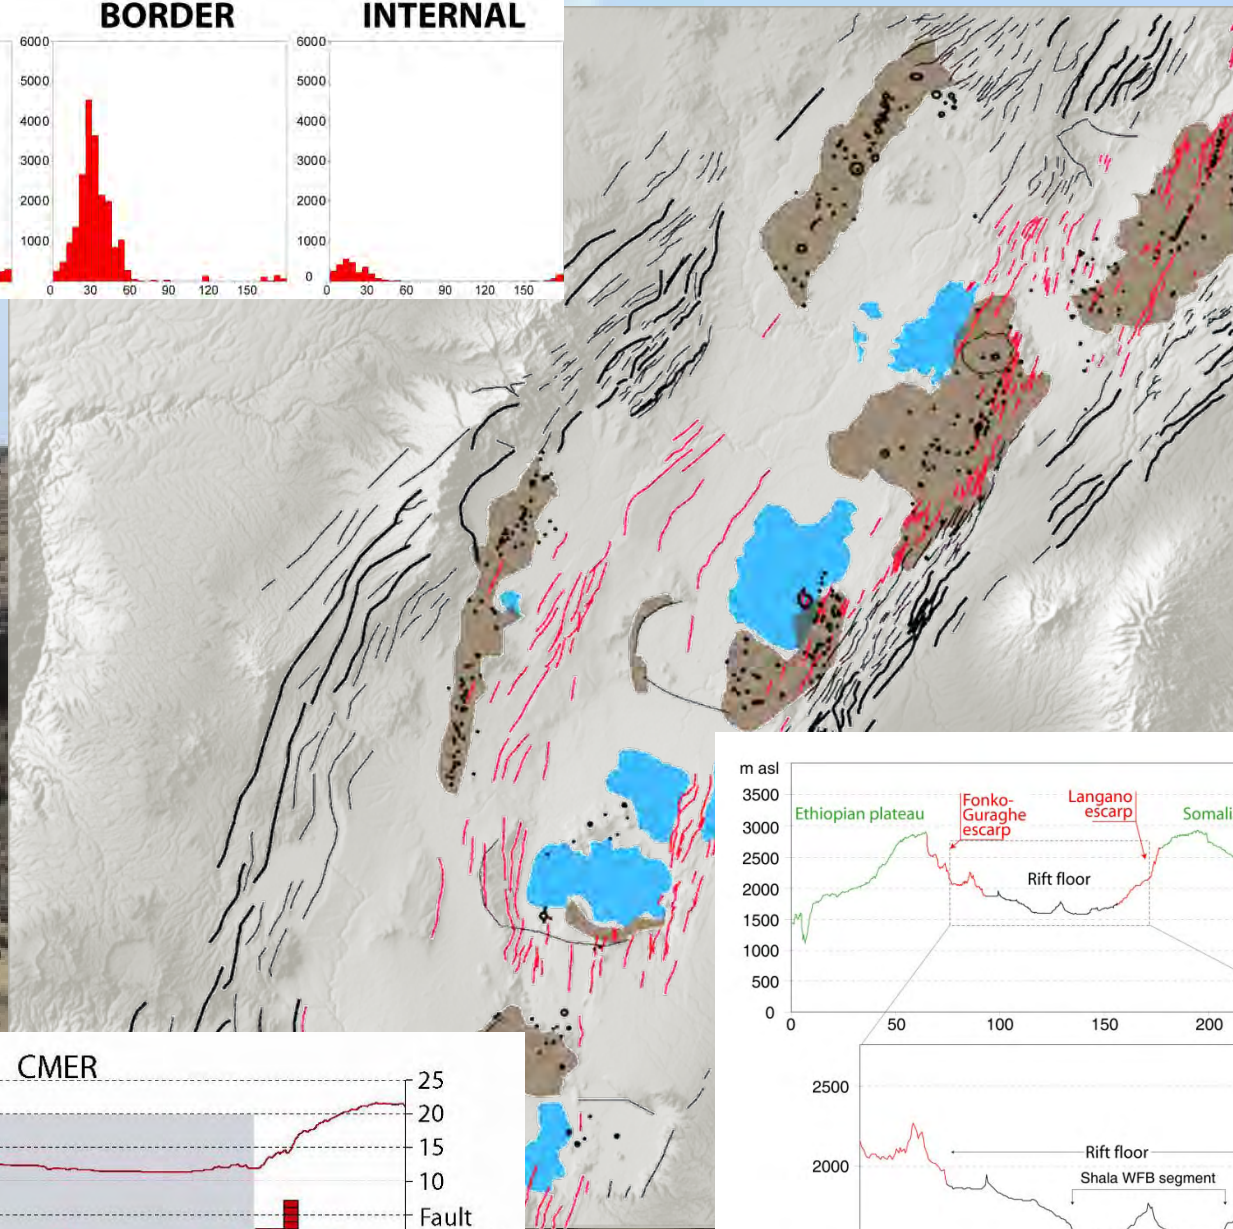 BORDER
INTERNAL
6000
5000
4000
3000
2000
1000
0 30 60 90 120 150
6000
5000
4000
3000
2000
1000
0
0 30 60 90 120 150
m asl
3500
3000
2500
2000
1500
1000
500
0
0 50 100 150 200
Ethiopian plateau
Fonko-
Guraghe
escarp
Langano
escarp
Somali
Rift floor
2500
2000
Rift floor
Shala WFB segment
CMER
25
20
15
10
Fault